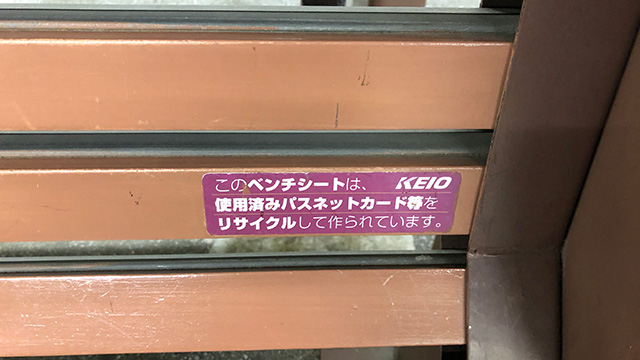 このベンチシートは、 KEIO
使用済みパスネットカード等を
リサイクルして作られています。